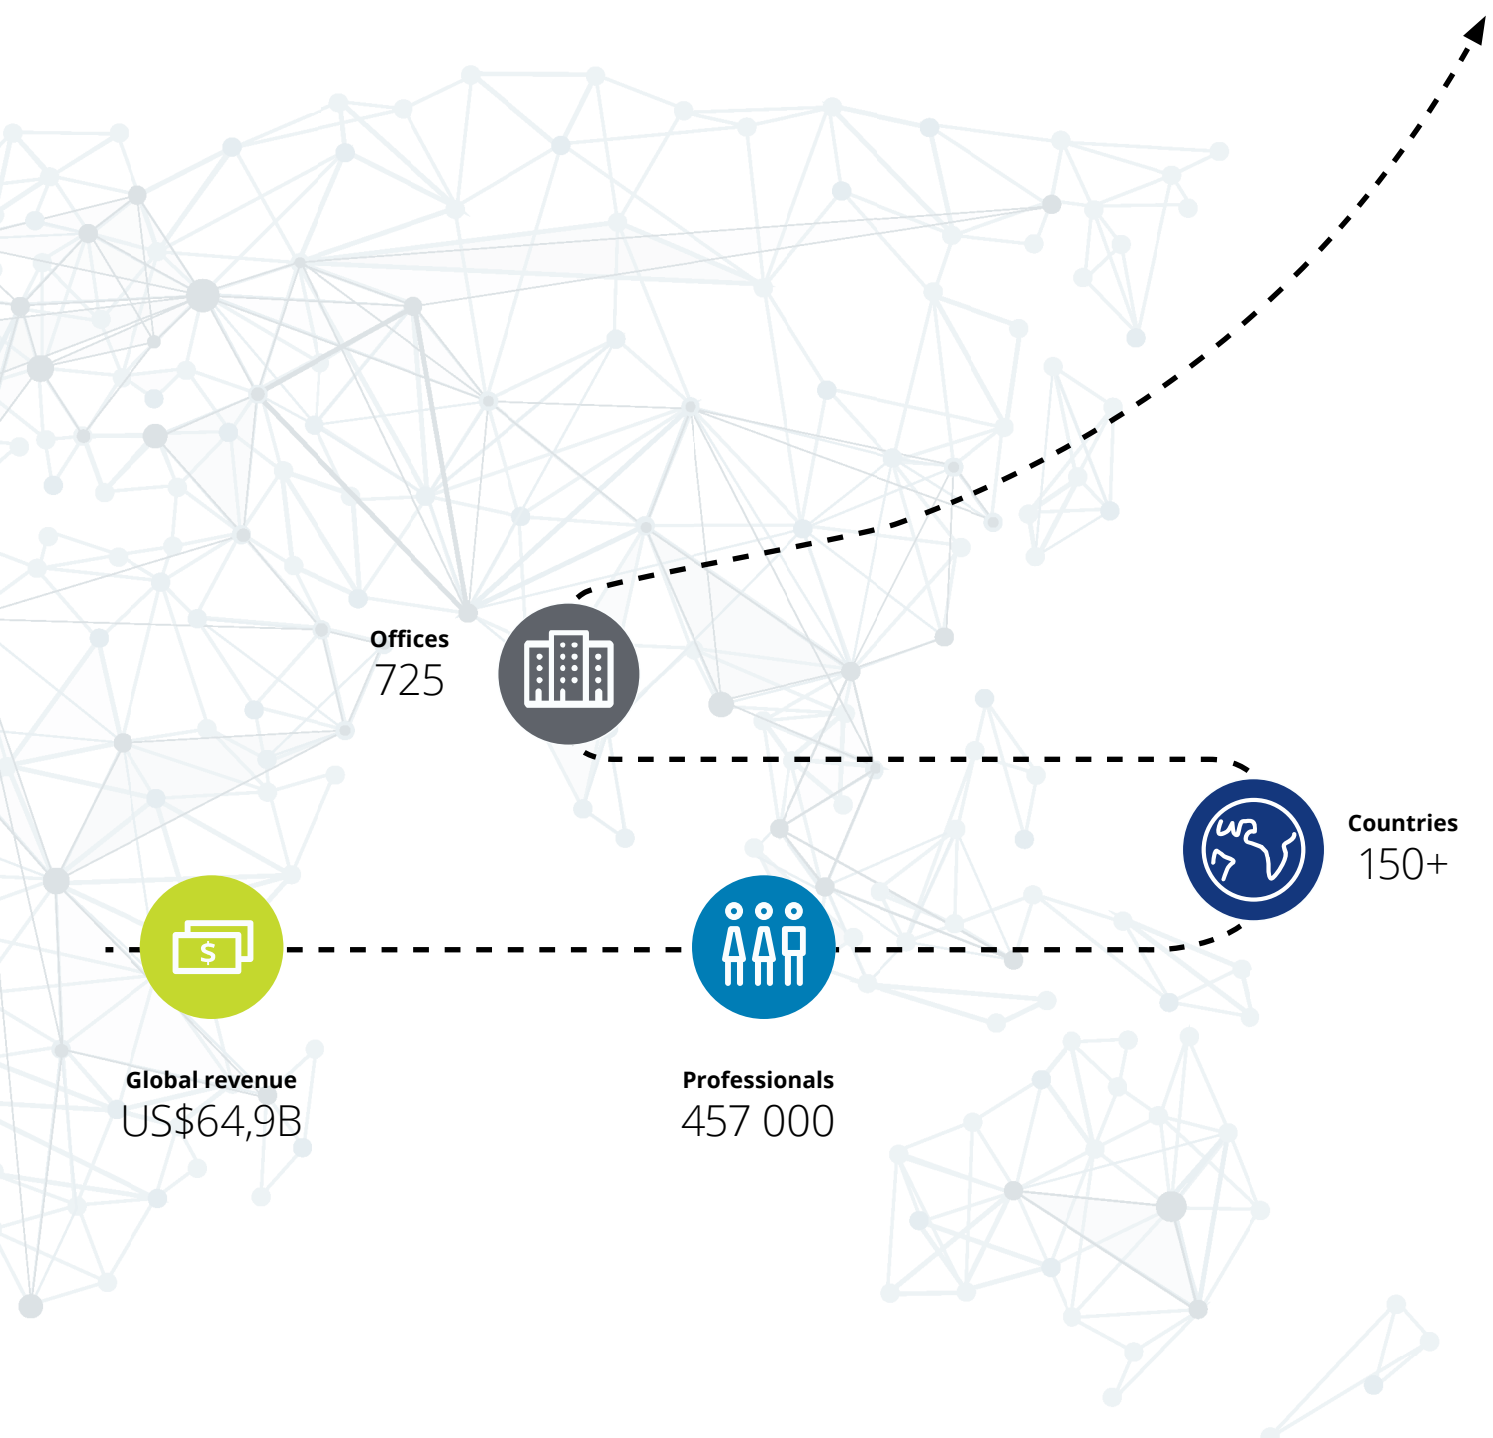 Offices
725
Countries
150+
$
Global revenue
US$64,9B
Professionals
457 000